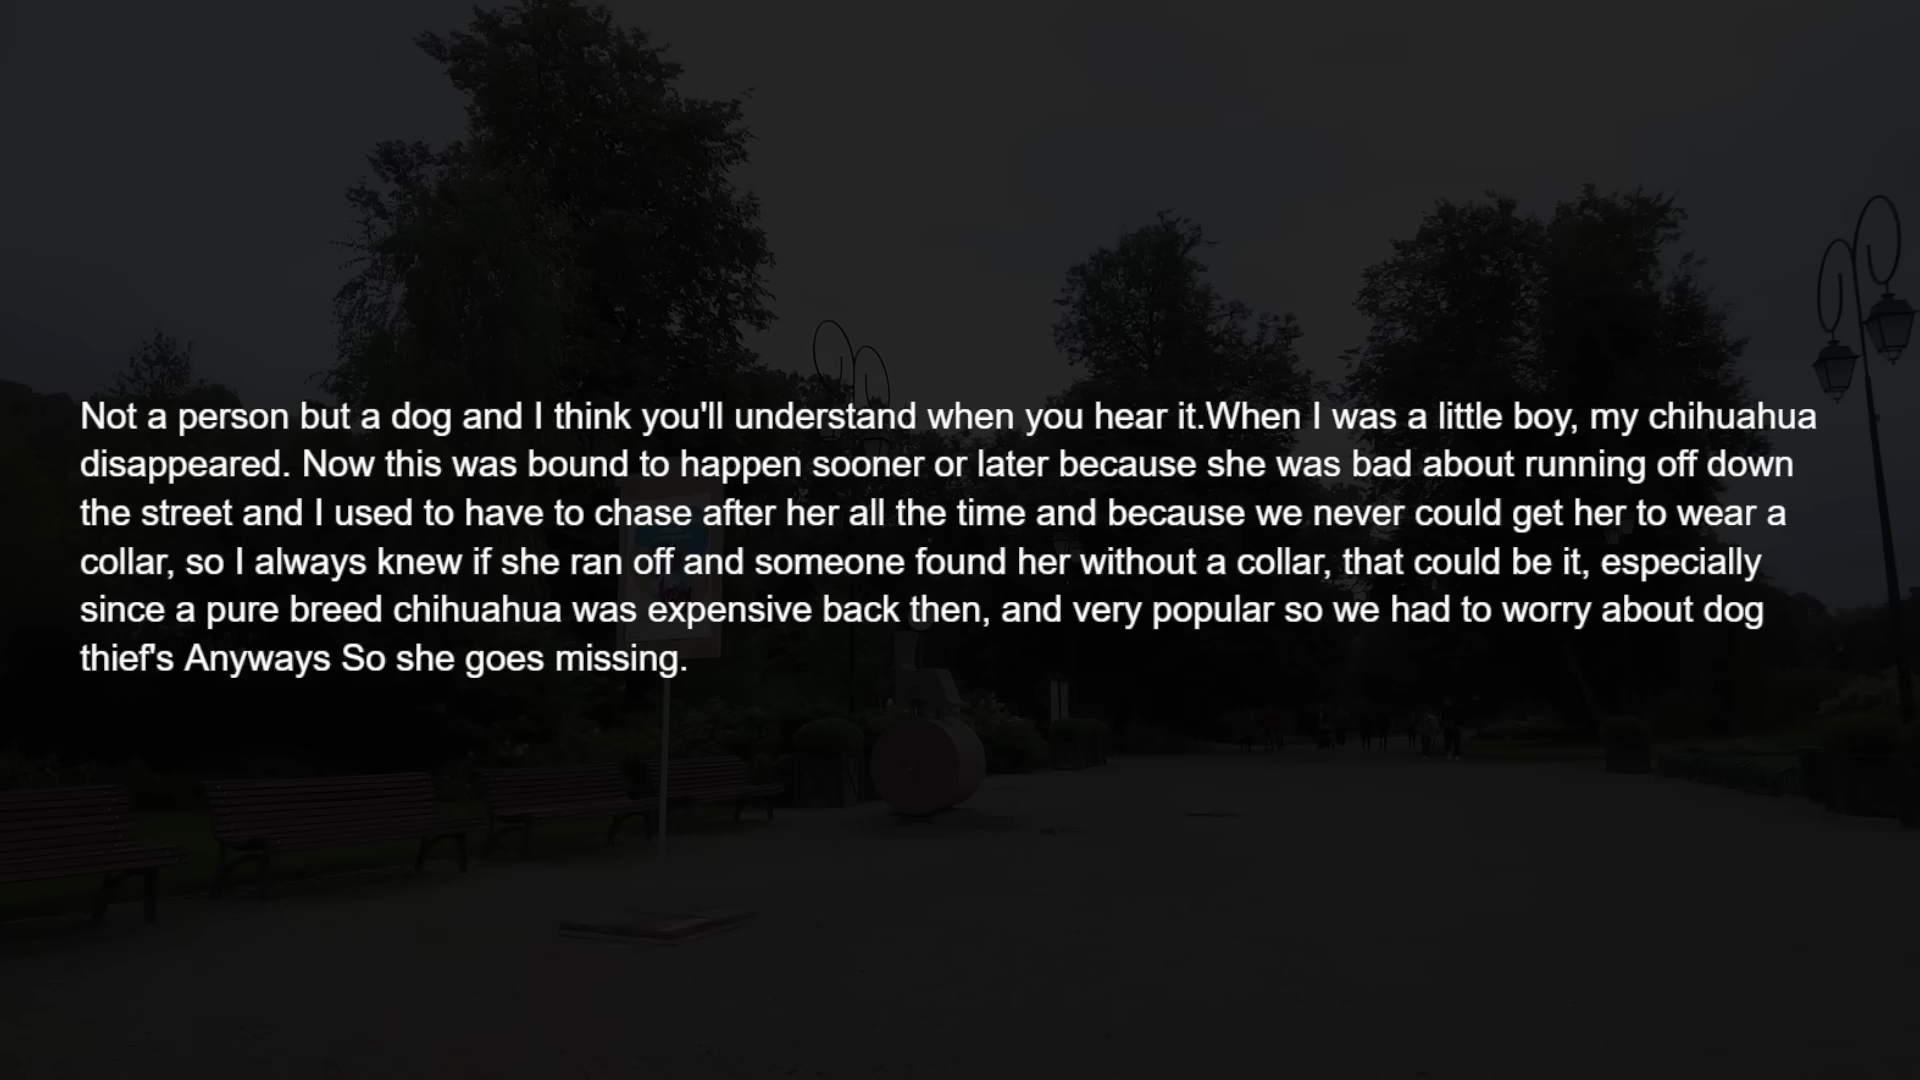 Not a person but a dog and I think you'll understand when you hear it.When I was a little boy, my chihuahua
disappeared. Now this was bound to happen sooner or later because she was bad about running off down
the street and I used to have to chase after her all the time and because we never could get her to wear a
collar, so I always knew if she ran off and someone found her without a collar, that could be it, especially
since a pure breed chihuahua was expensive back then, and very popular so we had to worry about dog
thief's Anyways So she goes missing.